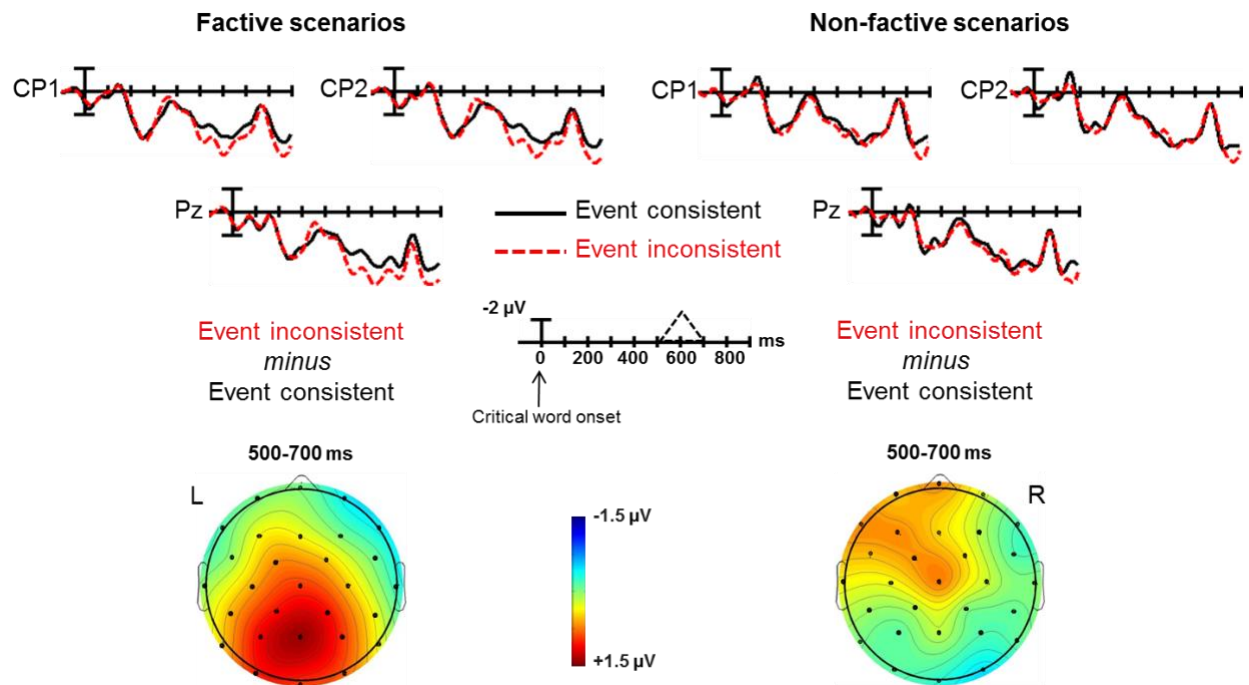 Factive scenarios
Non-factive scenarios
CP1
CP2
CP1
CP2
Pz
Event consistent
Event inconsistent
Pz
Event inconsistent
minus
Event consistent
-2 µV
ms
0 200 400 600 800
Critical word onset
Event inconsistent
minus
Event consistent
500-700 ms
L
-1.5 µV
+1.5 µV
500-700 ms
R